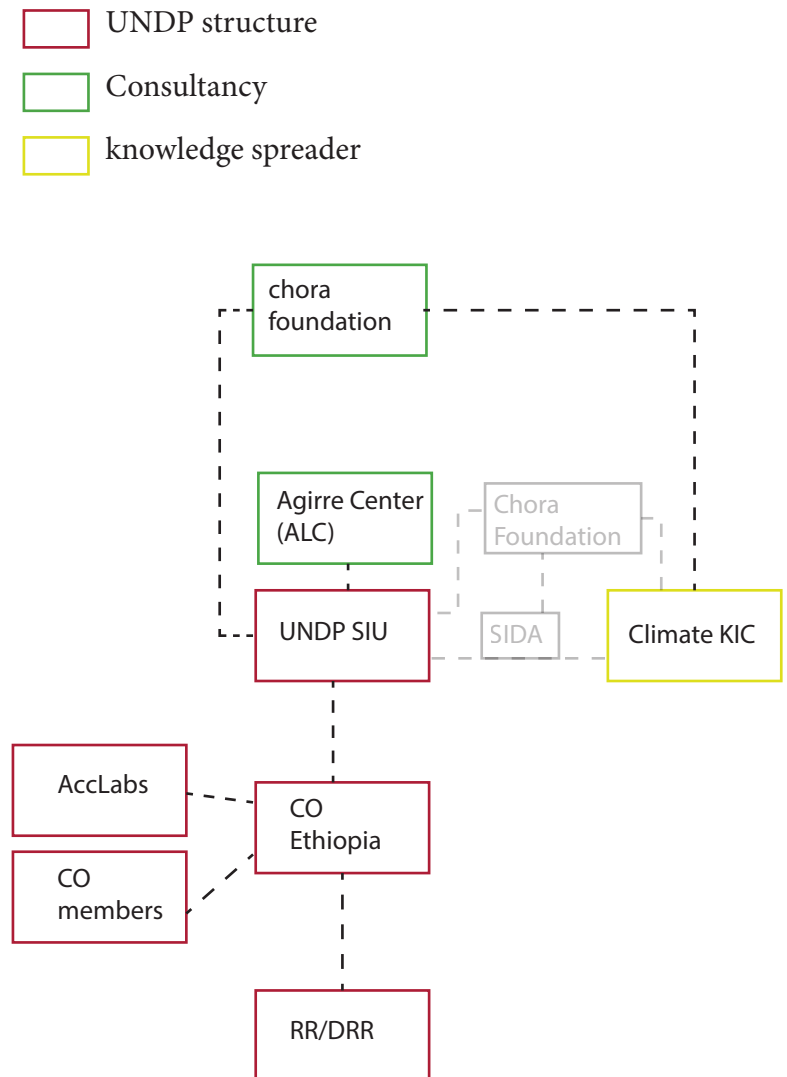 UNDP structure
Consultancy
knowledge spreader
chora
foundation
Agirre Center
(ALC)
Chora
Foundation
UNDP SIU
SIDA
Climate KIC
AccLabs
CO
Ethiopia
CO
members
RR/DRR